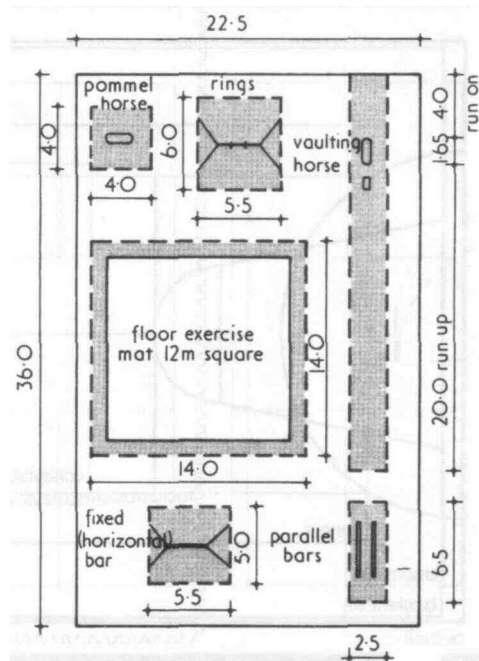 22·5
pommel
horse
rings
4·0
6·0
4·0
5·5
vaulting
horse
4·0
run on
1·65
36·0
floor exercise
mat 12m square
14·0
14·0
20·0 run up
fixed
(horizontal)
bar
5·0
5·5
parallel
bars
6·5
2·5